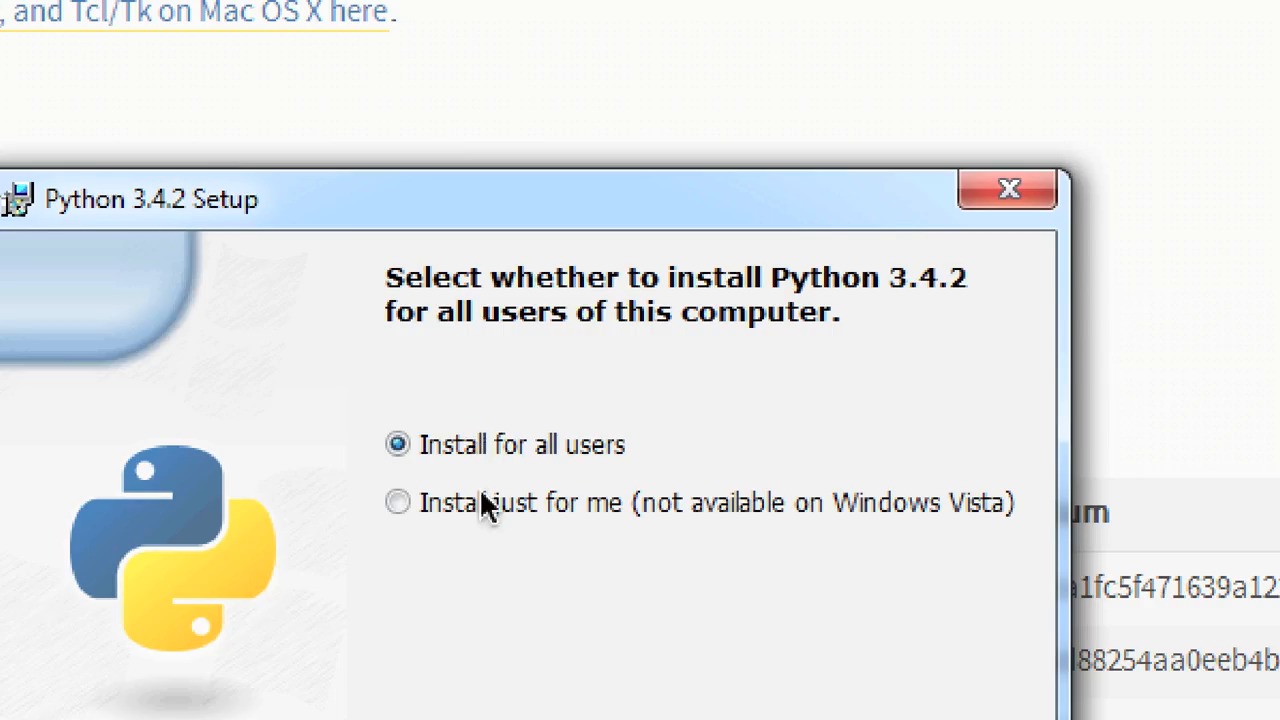 , and Tcl/Tk on Mac OS X here.
Python 3.4.2 Setup
Select whether to install Python 3.4.2
for all users of this computer.
Install for all users
Install just for me (not available on Windows Vista)
um
a1fc5f471639a12
88254aa0eeb4b